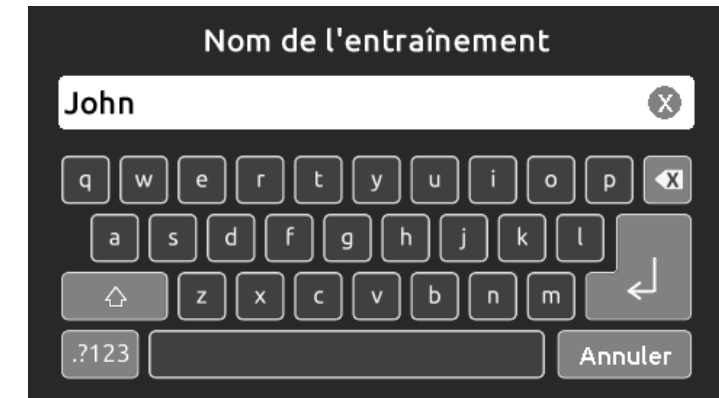 Nom de l'entraînement
John
X
q w e r t y u i o p X
a s d f g h j k l
z x c v b n m
.?123 Annuler